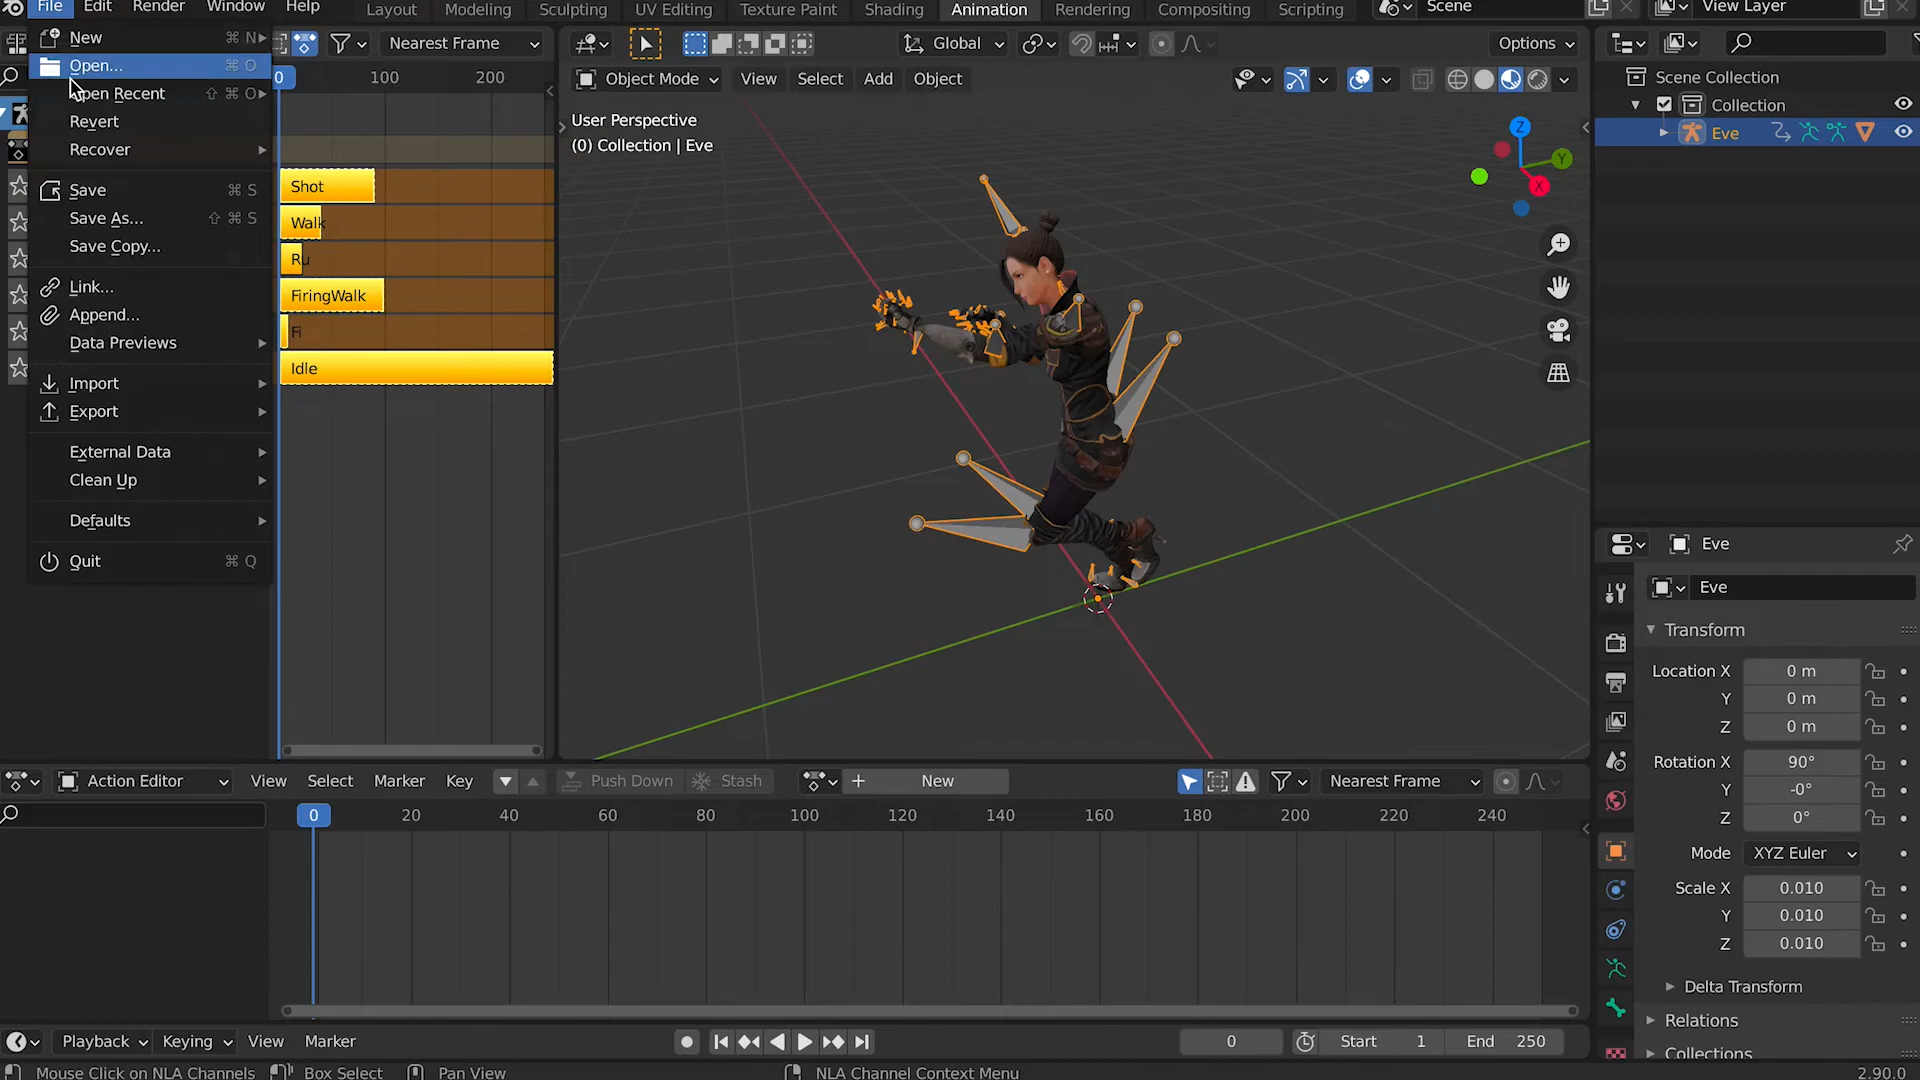 File Edit Render Window Help Layout Modeling Sculpting UV Editing Texture Paint Shading Animation Rendering Compositing Scripting Scene View Layer
New ⌘ N
Open... ⌘ O
Open Recent ⇧ ⌘ O
Revert
Recover
Save ⌘ S
Save As... ⇧ ⌘ S
Save Copy...
Link...
Append...
Data Previews
Import
Export
External Data
Clean Up
Defaults
Quit ⌘ Q
Nearest Frame
0 100 200
Shot
Walk
Ru
FiringWalk
Fi
Idle
Global
Options
Object Mode View Select Add Object
User Perspective
(0) Collection | Eve
Z
Y
X
Scene Collection
Collection
Eve
Eve
Eve
Transform
Location X 0 m
Y 0 m
Z 0 m
Rotation X 90°
Y -0°
Z 0°
Mode XYZ Euler
Scale X 0.010
Y 0.010
Z 0.010
Delta Transform
Relations
Collections
Action Editor View Select Marker Key Push Down Stash New Nearest Frame
0 20 40 60 80 100 120 140 160 180 200 220 240
Playback Keying View Marker 0 Start 1 End 250
Mouse Click on NLA Channels Box Select Pan View NLA Channel Context Menu 2.90.0